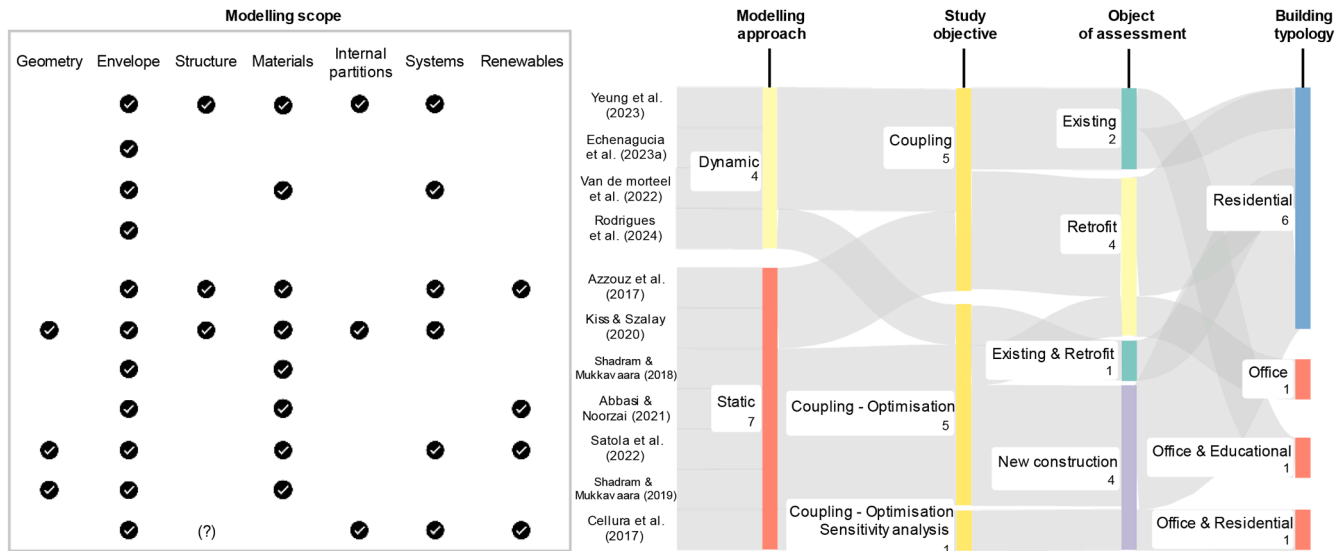 Modelling scope
Geometry Envelope Structure Materials Internal partitions Systems Renewables
Modelling approach
Study objective
Object of assessment
Building typology
Yeung et al.
(2023)
Echenagucia
et al. (2023a)
Van de morteel
et al. (2022)
Rodrigues
et al. (2024)
Azzouz et al.
(2017)
Kiss & Szalay
(2020)
Shadram &
Mukkavaara (2018)
Abbasi &
Noorzai (2021)
Satola et al.
(2022)
Shadram &
Mukkavaara (2019)
Cellura et al.
(2017)
(?)
Dynamic
4
Static
7
Coupling
5
Coupling - Optimisation
5
Coupling - Optimisation
Sensitivity analysis
1
Existing
2
Retrofit
4
Existing & Retrofit
1
New construction
4
Residential
6
Office
1
Office & Educational
1
Office & Residential
1